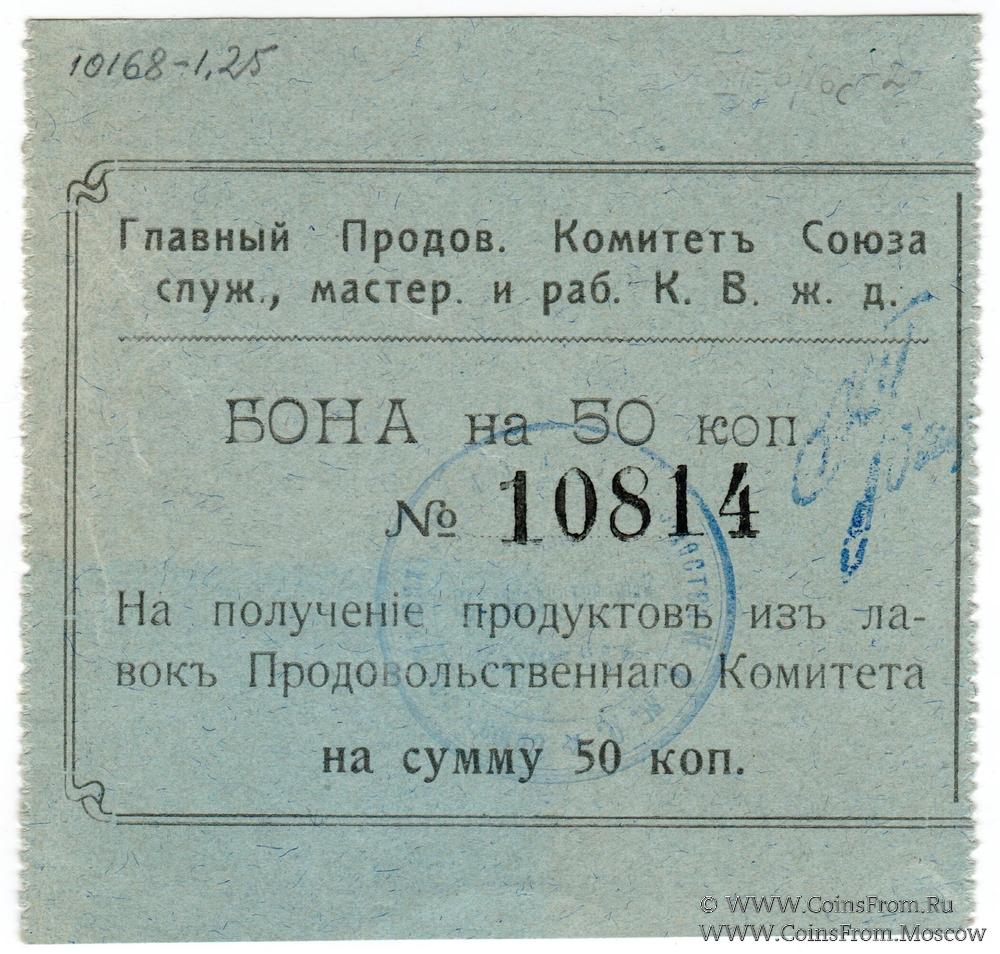 10168-1,25
Главный Продов. Комитетъ Союза
служ., мастер. и раб. К. В. ж. д.
БОНА на 50 коп
№ 10814
На полученіе продуктовъ изъ ла-
вокъ Продовольственнаго Комитета
на сумму 50 коп.
© WWW.CoinsFrom.Ru
WWW.CoinsFrom.Moscow